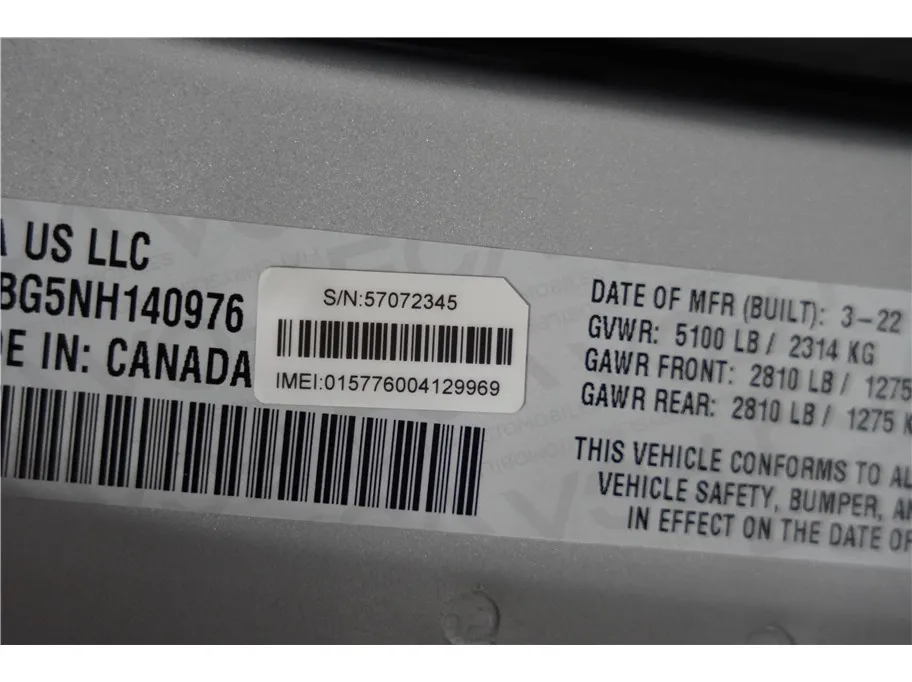 A US LLC
BG5NH140976
DE IN: CANADA
S/N:57072345
IMEI:015776004129969
DATE OF MFR (BUILT): 3-22
GVWR: 5100 LB / 2314 KG
GAWR FRONT: 2810 LB / 1275
GAWR REAR: 2810 LB / 1275 K
THIS VEHICLE CONFORMS TO AL
VEHICLE SAFETY, BUMPER, AN
IN EFFECT ON THE DATE OF